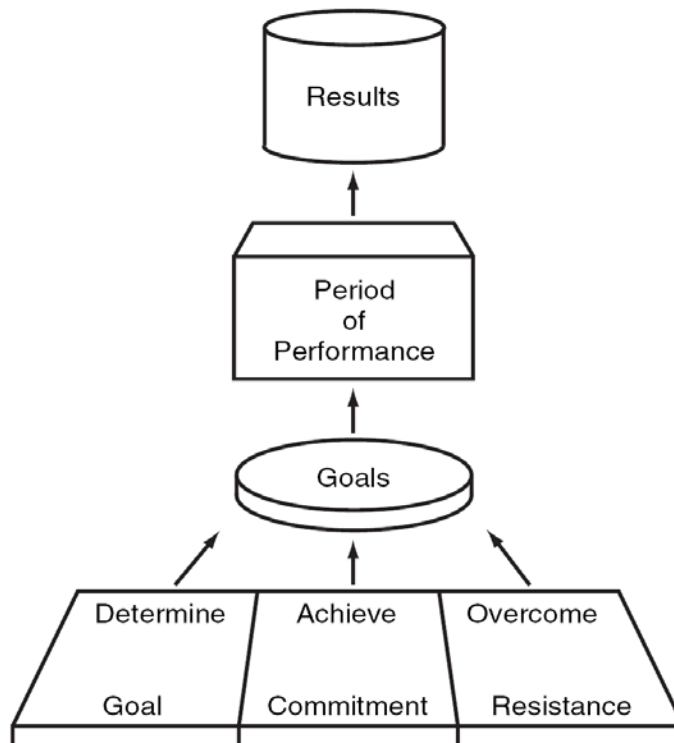 Results
Period
of
Performance
Goals
Determine Achieve Overcome
Goal Commitment Resistance